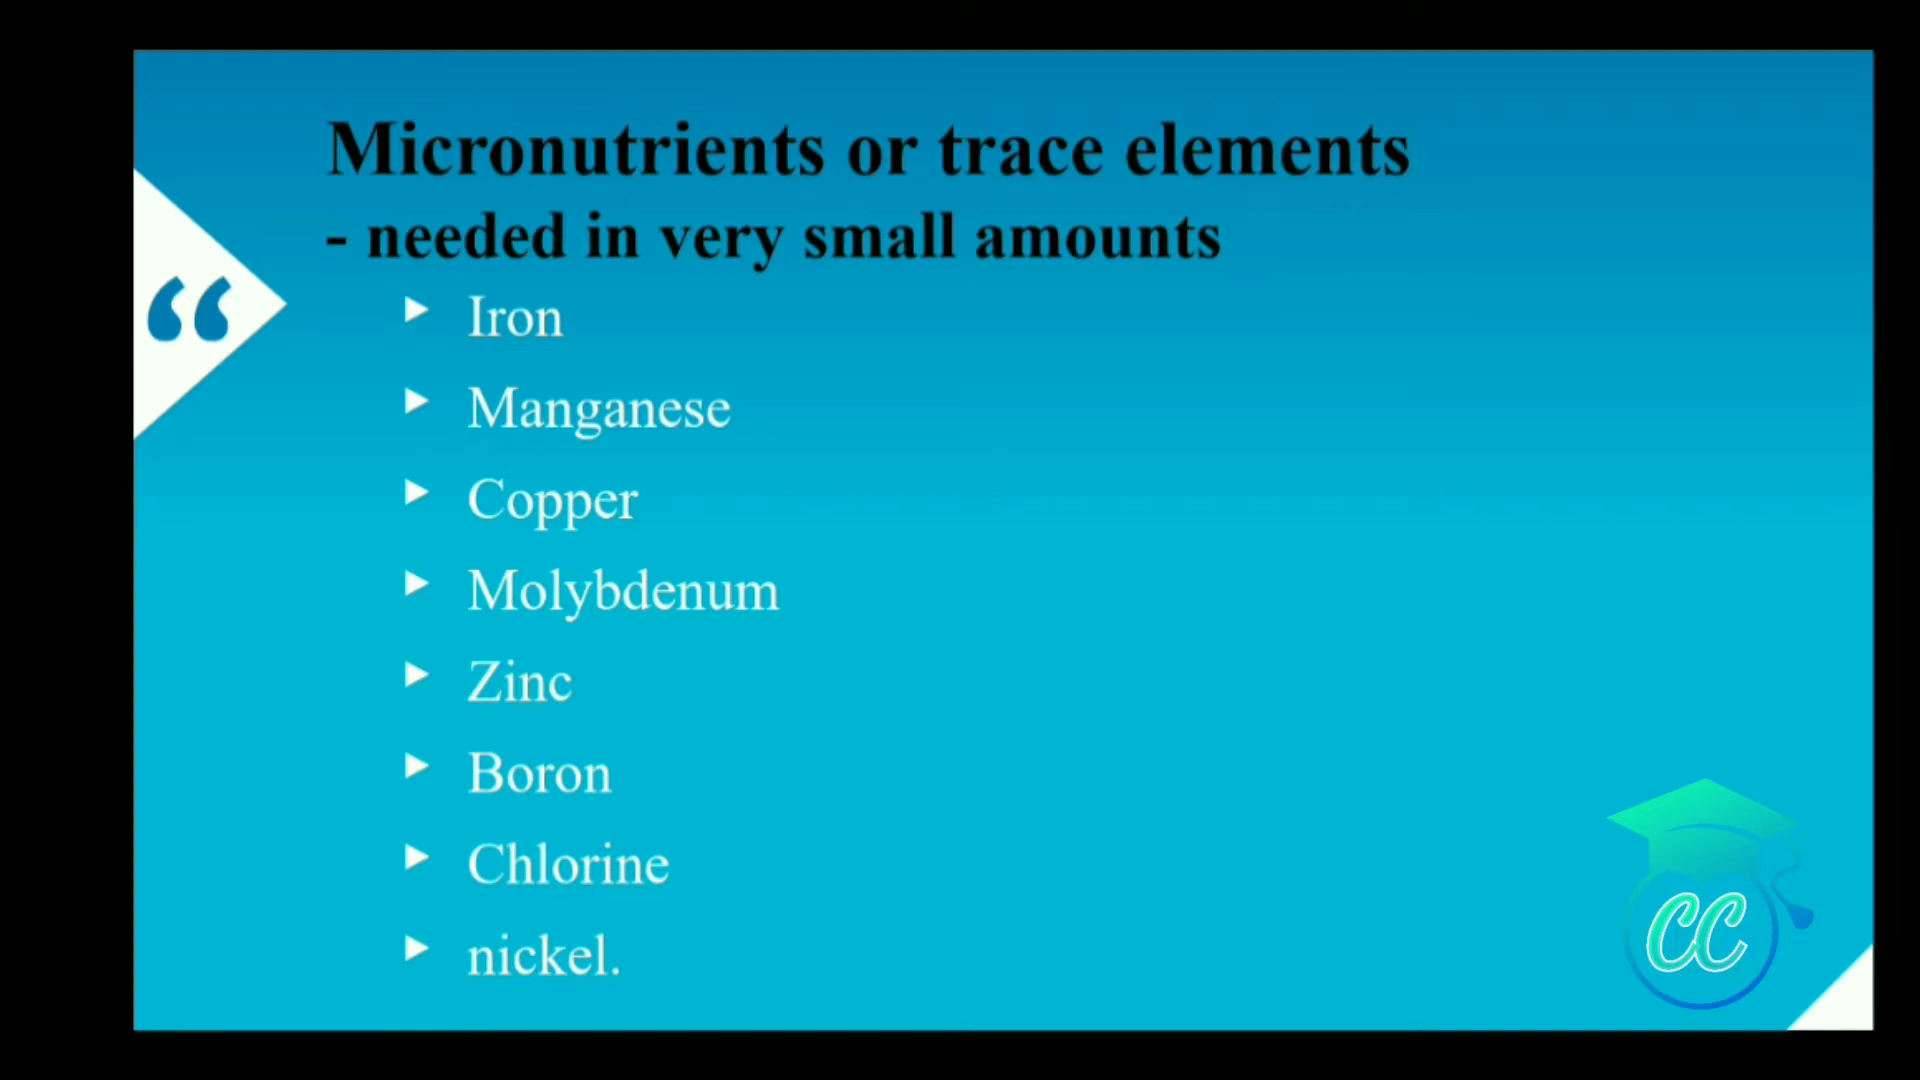 Micronutrients or trace elements
- needed in very small amounts
“
Iron
Manganese
Copper
Molybdenum
Zinc
Boron
Chlorine
nickel.
CC